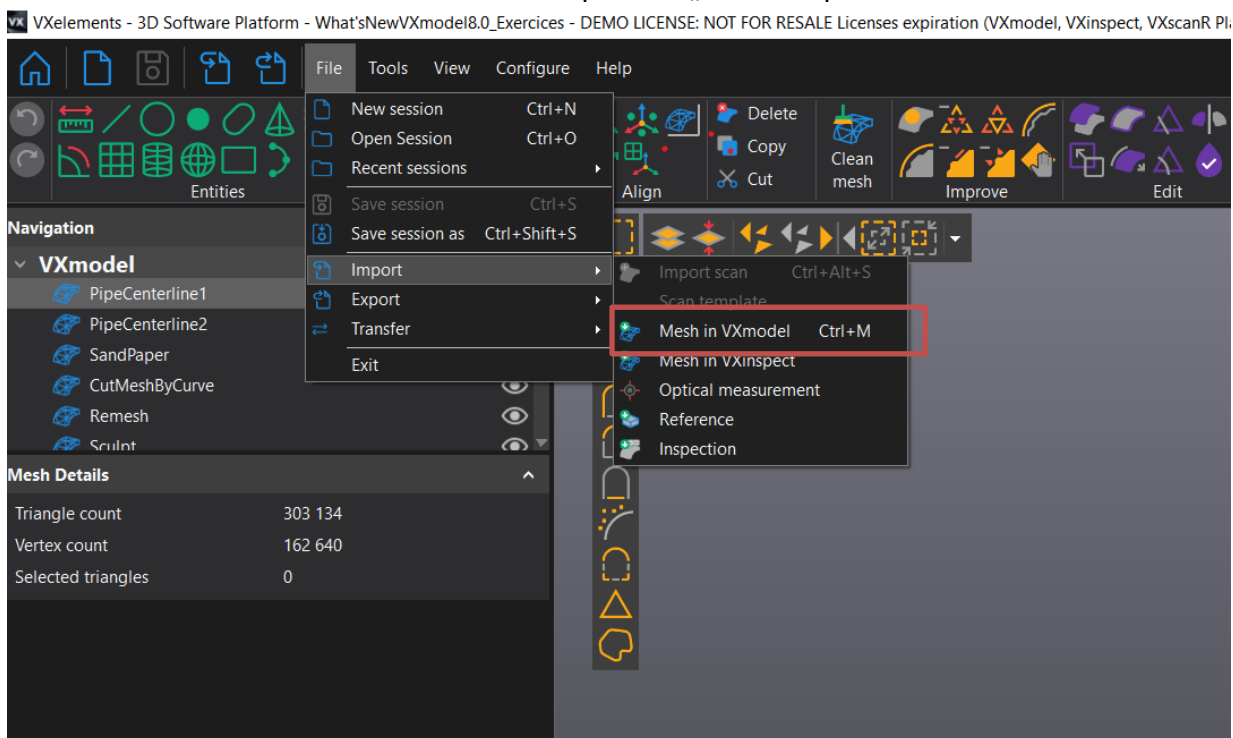 VXelements - 3D Software Platform - What'sNewVXmodel8.0_Exercices - DEMO LICENSE: NOT FOR RESALE Licenses expiration (VXmodel, VXinspect, VXscanR Pl
File Tools View Configure Help
New session Ctrl+N
Open Session Ctrl+O
Recent sessions
Save session Ctrl+S
Save session as Ctrl+Shift+S
Import
Export
Transfer
Exit
Entities
Align
Delete
Copy
Cut
Clean
mesh
Improve
Edit
Import scan Ctrl+Alt+S
Scan template
Mesh in VXmodel Ctrl+M
Mesh in VXinspect
Optical measurement
Reference
Inspection
Navigation
VXmodel
PipeCenterline1
PipeCenterline2
SandPaper
CutMeshByCurve
Remesh
Sculpt
Mesh Details
Triangle count 303 134
Vertex count 162 640
Selected triangles 0